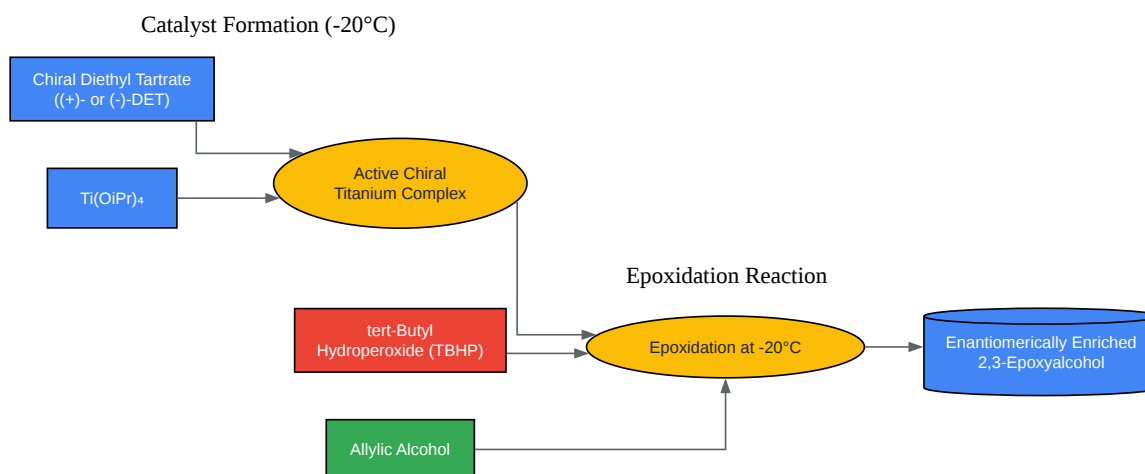 Catalyst Formation (-20°C)
Chiral Diethyl Tartrate
((+)- or (-)-DET)
Active Chiral
Titanium Complex
Ti(OiPr)₄
Epoxidation Reaction
tert-Butyl
Hydroperoxide (TBHP)
Epoxidation at -20°C
Enantiomerically Enriched
2,3-Epoxyalcohol
Allylic Alcohol